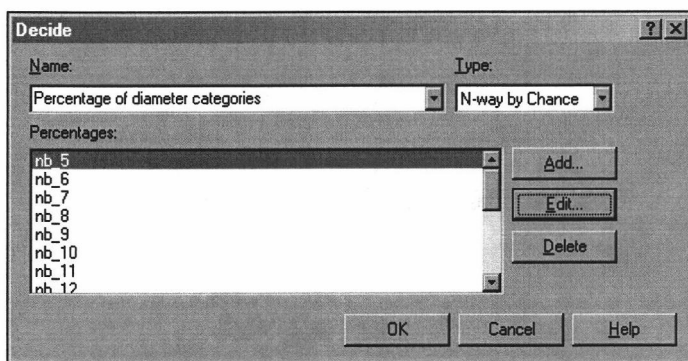 Decide ? X
Name: Type:
Percentage of diameter categories N-way by Chance
Percentages:
nb_5 Add...
nb_6
nb_7 Edit...
nb_8
nb_9
nb_10 Delete
nb_11
nb_12
OK Cancel Help